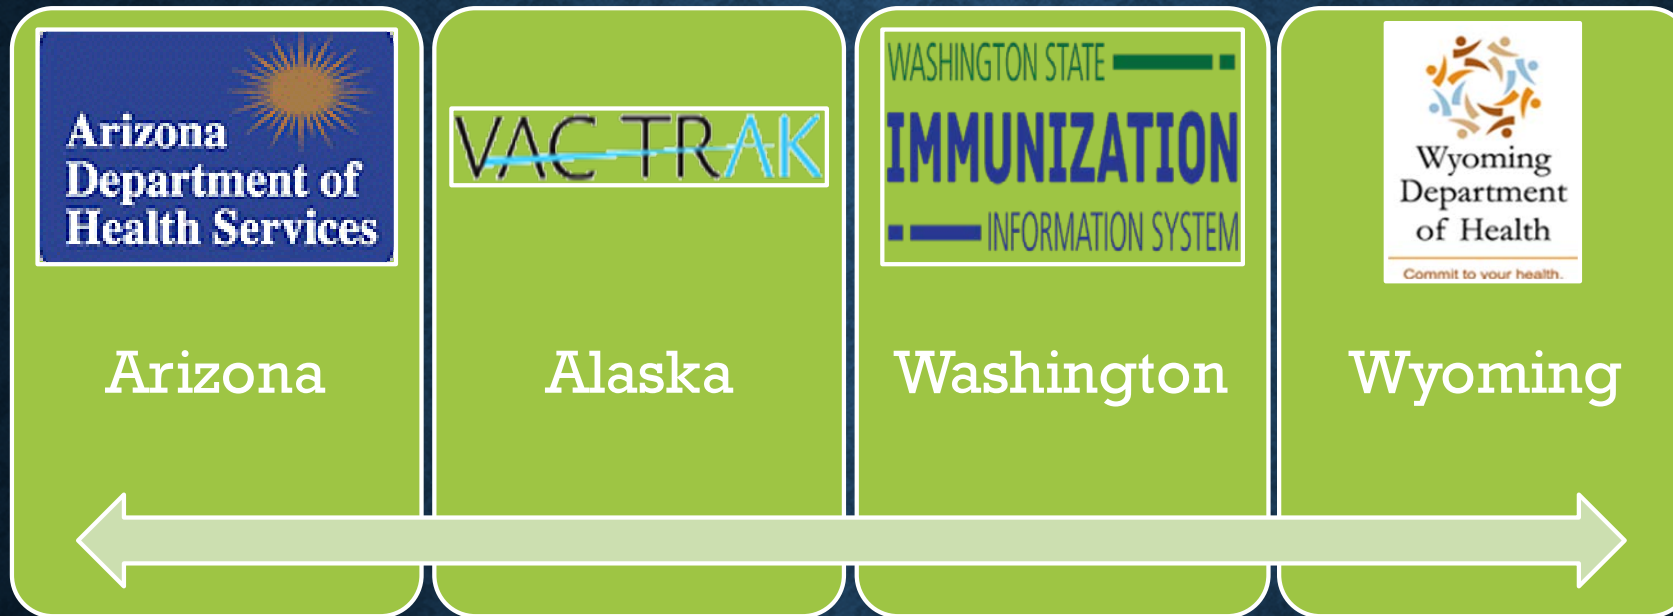 Arizona
Department of
Health Services
VAC TRAK
WASHINGTON STATE
IMMUNIZATION
INFORMATION SYSTEM
Wyoming
Department
of Health
Commit to your health.
Arizona
Alaska
Washington
Wyoming